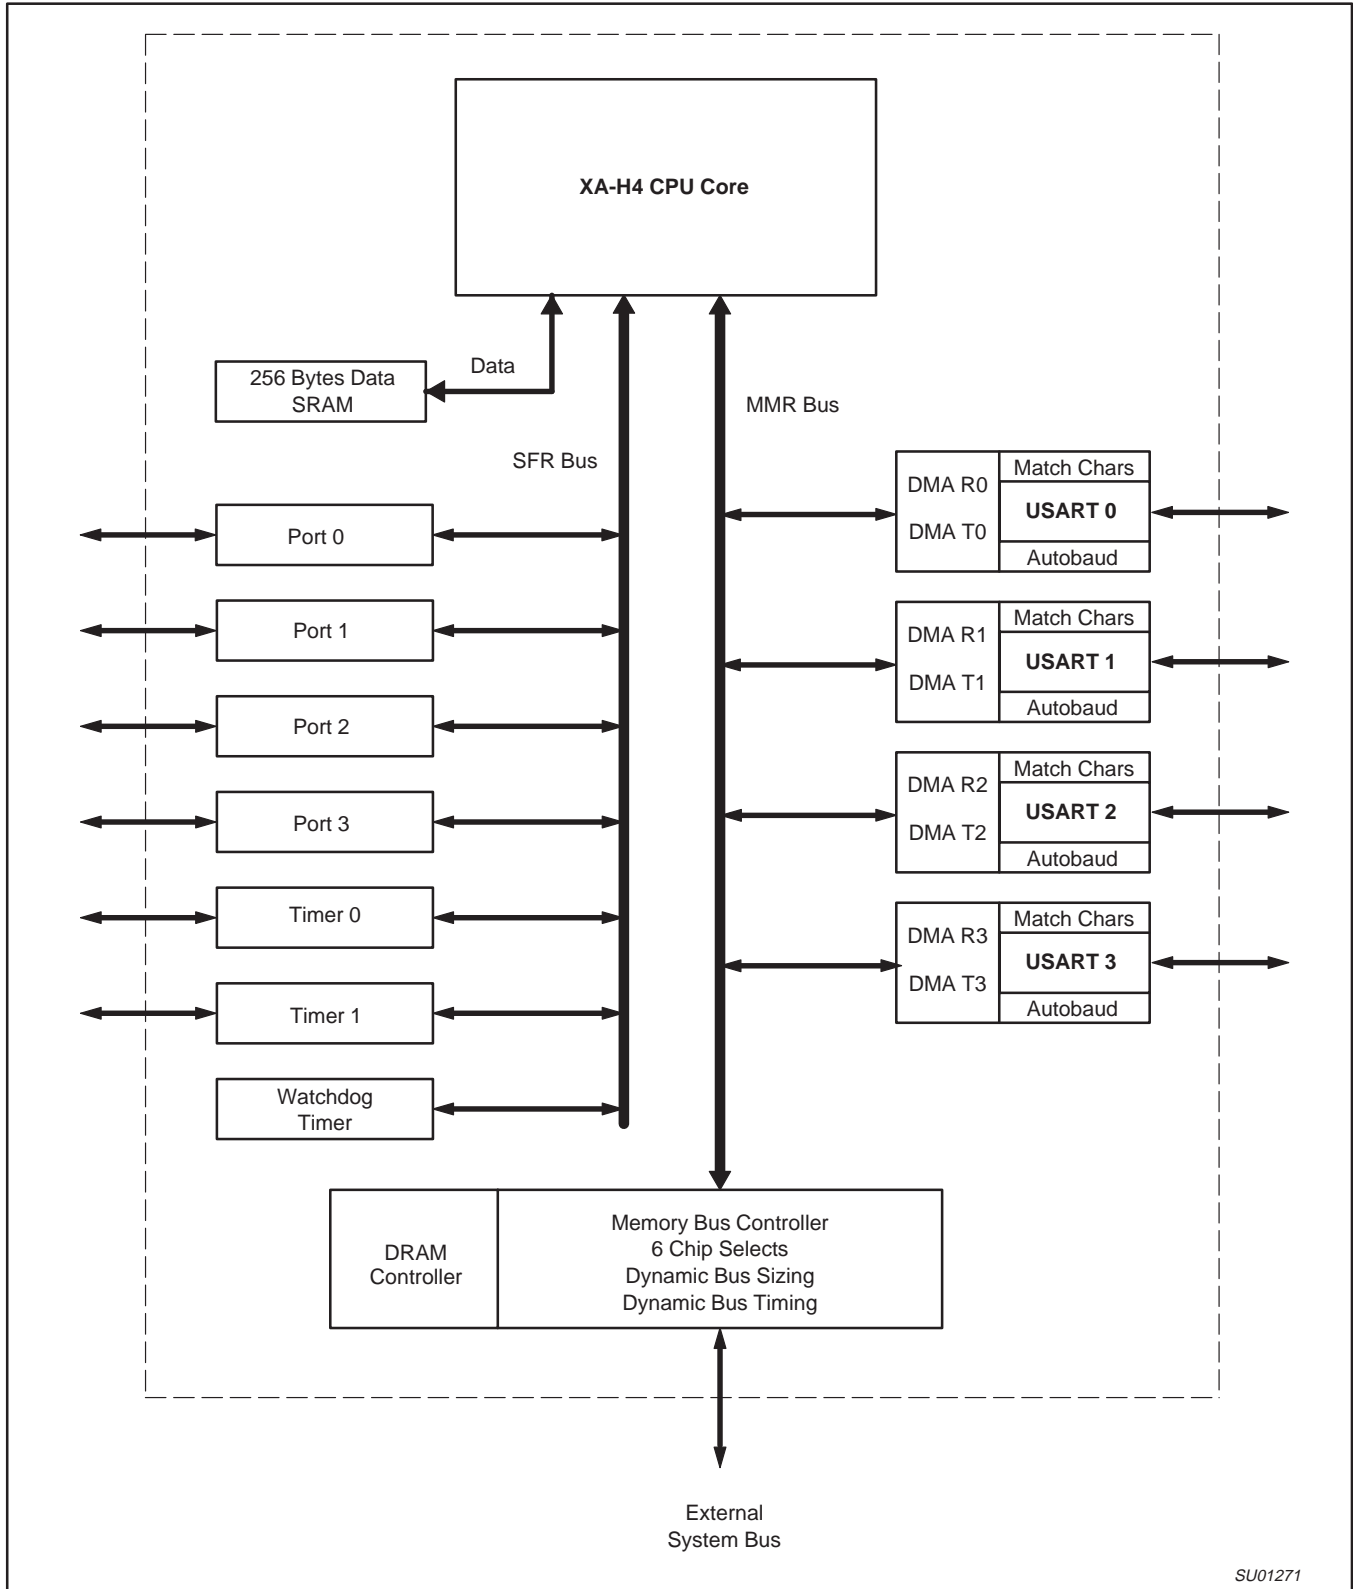 XA-H4 CPU Core
256 Bytes Data
SRAM
Data
MMR Bus
SFR Bus
Port 0
Port 1
Port 2
Port 3
Timer 0
Timer 1
Watchdog
Timer
DMA R0
DMA T0
Match Chars
USART 0
Autobaud
DMA R1
DMA T1
Match Chars
USART 1
Autobaud
DMA R2
DMA T2
Match Chars
USART 2
Autobaud
DMA R3
DMA T3
Match Chars
USART 3
Autobaud
DRAM
Controller
Memory Bus Controller
6 Chip Selects
Dynamic Bus Sizing
Dynamic Bus Timing
External
System Bus
SU01271